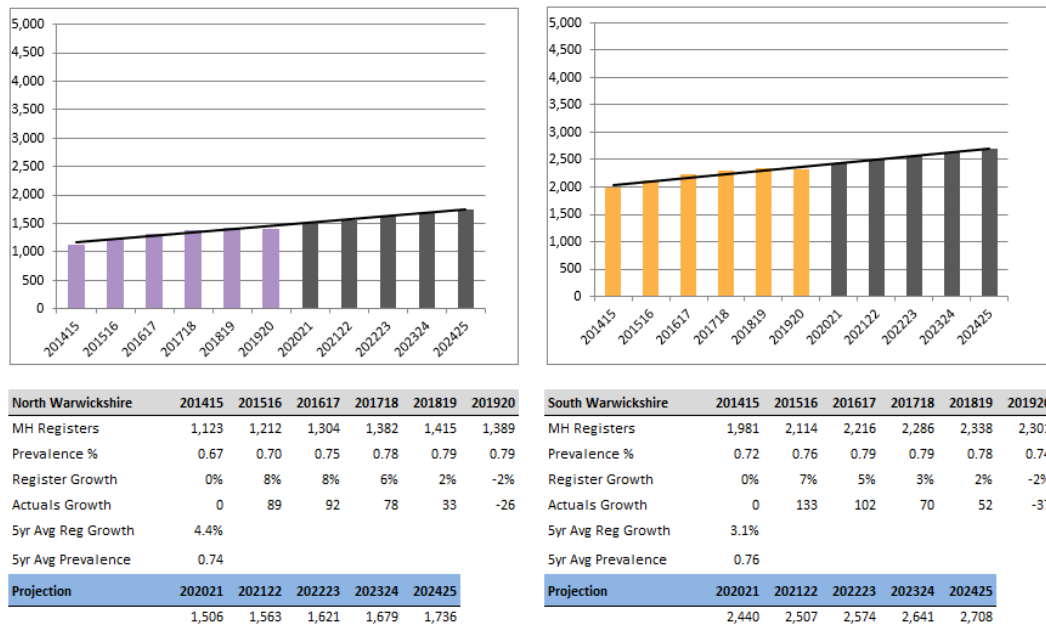 5,000
4,500
4,000
3,500
3,000
2,500
2,000
1,500
1,000
500
0
201415 201516 201617 201718 201819 201920 202021 202122 202223 202324 202425
5,000
4,500
4,000
3,500
3,000
2,500
2,000
1,500
1,000
500
0
201415 201516 201617 201718 201819 201920 202021 202122 202223 202324 202425
North Warwickshire 201415 201516 201617 201718 201819 201920
MH Registers 1,123 1,212 1,304 1,382 1,415 1,389
Prevalence % 0.67 0.70 0.75 0.78 0.79 0.79
Register Growth 0% 8% 8% 6% 2% -2%
Actuals Growth 0 89 92 78 33 -26
5yr Avg Reg Growth 4.4%
5yr Avg Prevalence 0.74
Projection 202021 202122 202223 202324 202425
1,506 1,563 1,621 1,679 1,736
South Warwickshire 201415 201516 201617 201718 201819 201920
MH Registers 1,981 2,114 2,216 2,286 2,338 2,301
Prevalence % 0.72 0.76 0.79 0.79 0.78 0.74
Register Growth 0% 7% 5% 3% 2% -2%
Actuals Growth 0 133 102 70 52 -37
5yr Avg Reg Growth 3.1%
5yr Avg Prevalence 0.76
Projection 202021 202122 202223 202324 202425
2,440 2,507 2,574 2,641 2,708